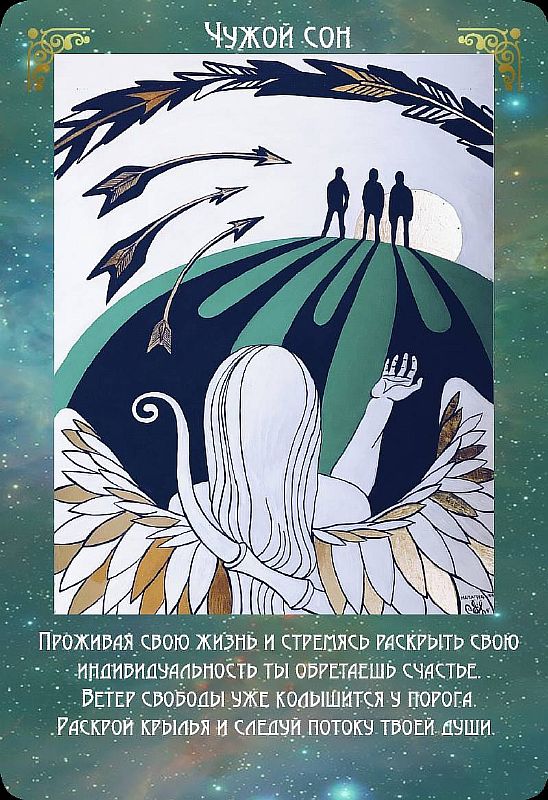 Чужой сон
Проживая свою жизнь и стремясь раскрыть свою
индивидуальность ты обретаешь счастье.
Ветер свободы уже колышится у порога.
Раскрой крылья и следуй потоку твоей души.